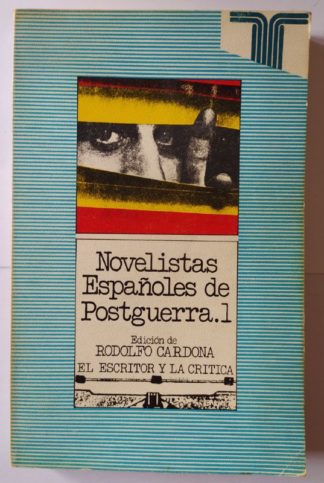 Novelistas
Españoles de
Postguerra.1
Edición de
RODOLFO CARDONA
EL ESCRITOR Y LA CRITICA